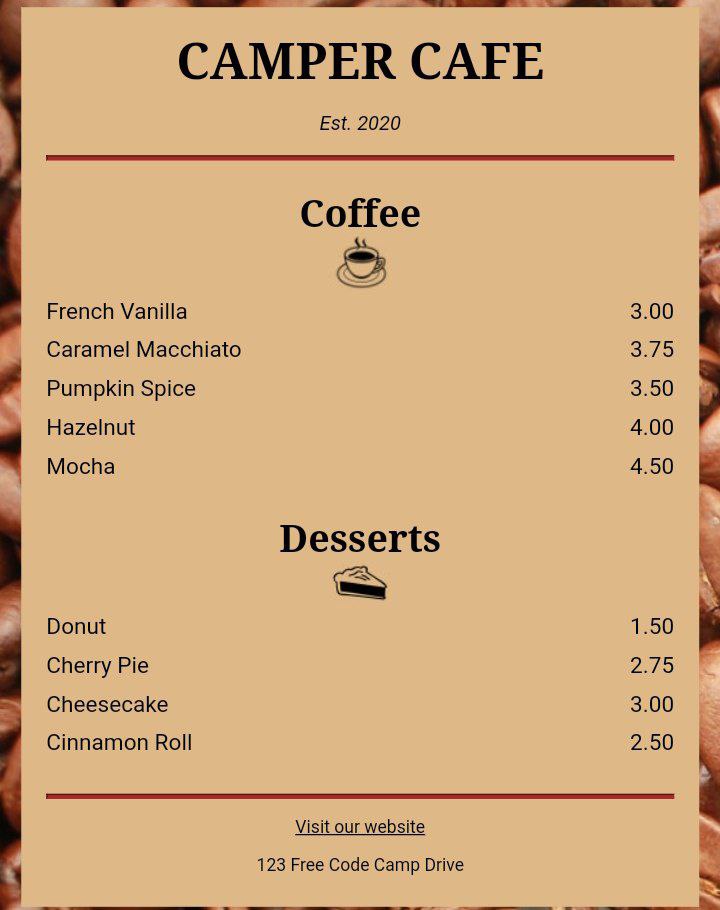 CAMPER CAFE
Est. 2020
Coffee
French Vanilla 3.00
Caramel Macchiato 3.75
Pumpkin Spice 3.50
Hazelnut 4.00
Mocha 4.50
Desserts
Donut 1.50
Cherry Pie 2.75
Cheesecake 3.00
Cinnamon Roll 2.50
Visit our website
123 Free Code Camp Drive